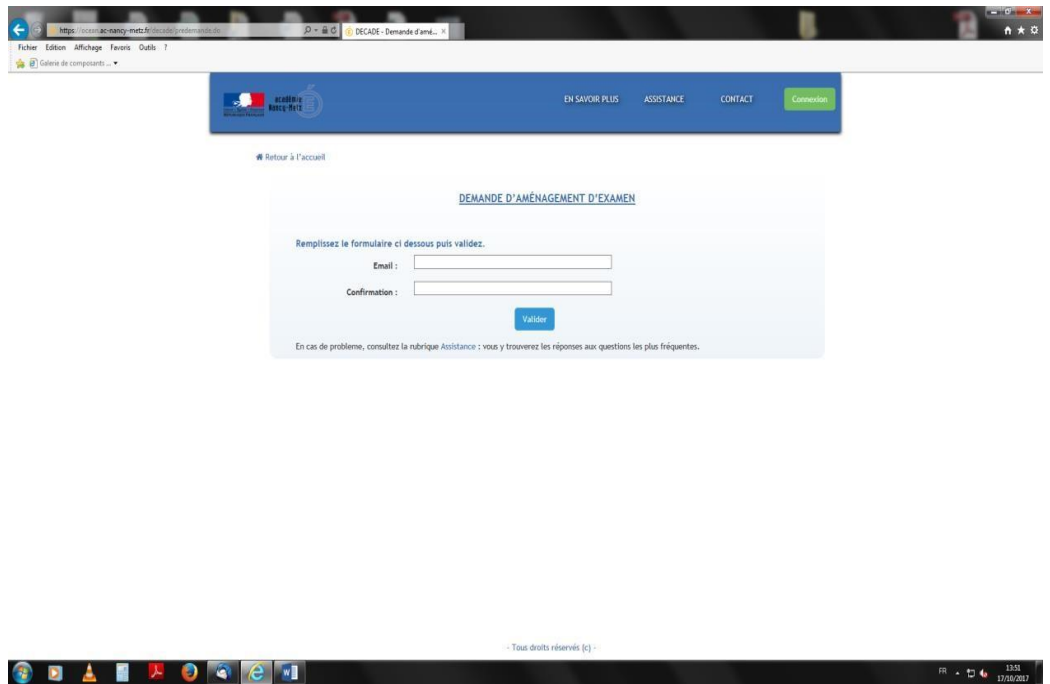 https://ocean.ac-nancy-metz.fr/decade/predemande.do
DECADE - Demande d'amé... ×
Fichier Edition Affichage Favoris Outils ?
Galerie de composants ...
académie
Nancy-Metz
EN SAVOIR PLUS ASSISTANCE CONTACT Connexion
Retour à l'accueil
DEMANDE D'AMÉNAGEMENT D'EXAMEN
Remplissez le formulaire ci dessous puis validez.
Email :
Confirmation :
Valider
En cas de probleme, consultez la rubrique Assistance : vous y trouverez les réponses aux questions les plus fréquentes.
- Tous droits réservés (c) -
FR
13:51
17/10/2017